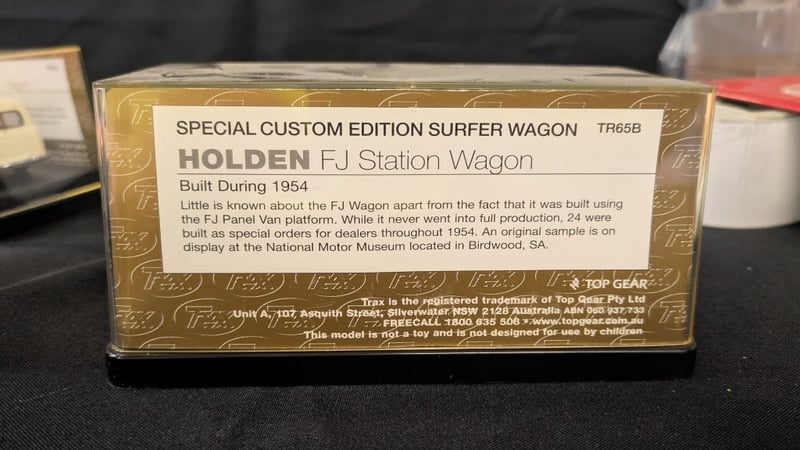 SPECIAL CUSTOM EDITION SURFER WAGON TR65B
HOLDEN FJ Station Wagon
Built During 1954
Little is known about the FJ Wagon apart from the fact that it was built using
the FJ Panel Van platform. While it never went into full production, 24 were
built as special orders for dealers throughout 1954. An original sample is on
display at the National Motor Museum located in Birdwood, SA.
TOP GEAR
Trax is the registered trademark of Top Gear Pty Ltd
Unit A, 107 Asquith Street, Silverwater NSW 2128 Australia ABN 060 937 733
FREECALL 1800 635 508 • www.topgear.com.au
This model is not a toy and is not designed for use by children